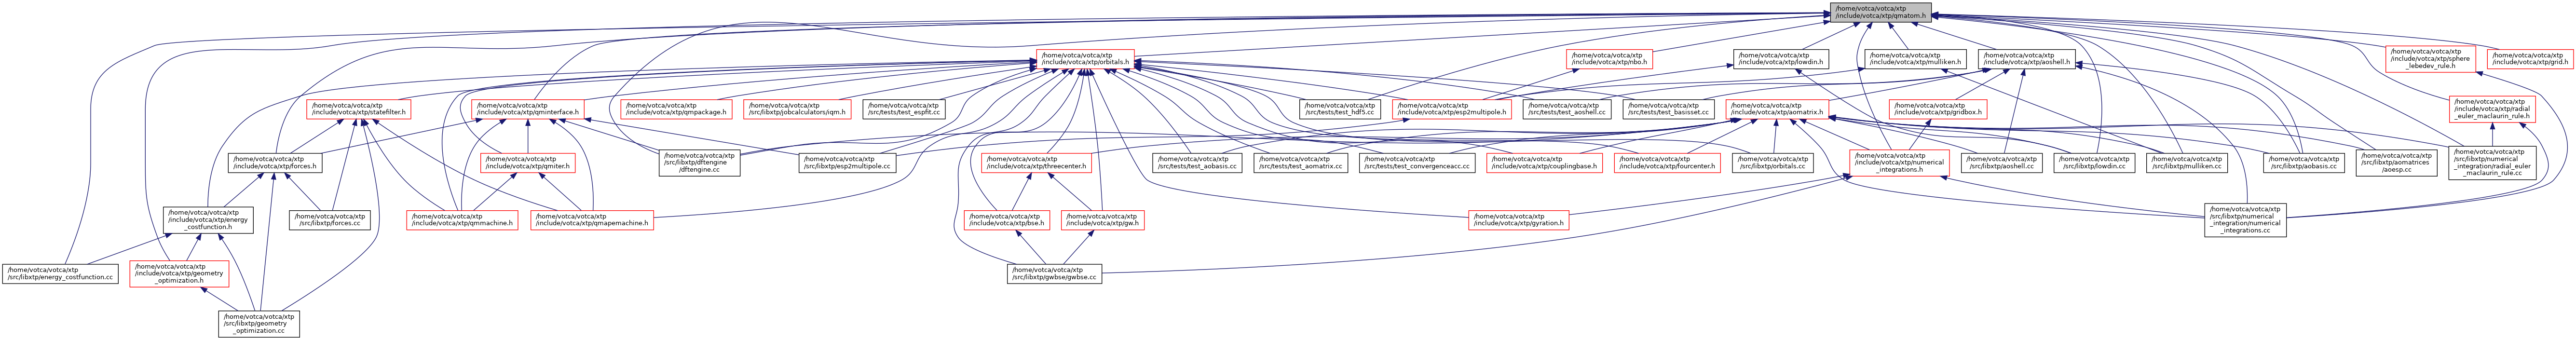 /home/votca/votca/xtp
/include/votca/xtp/qmatom.h
/home/votca/votca/xtp
/include/votca/xtp/orbitals.h
/home/votca/votca/xtp
/include/votca/xtp/nbo.h
/home/votca/votca/xtp
/include/votca/xtp/lowdin.h
/home/votca/votca/xtp
/include/votca/xtp/mulliken.h
/home/votca/votca/xtp
/include/votca/xtp/aoshell.h
/home/votca/votca/xtp
/include/votca/xtp/sphere
_lebedev_rule.h
/home/votca/votca/xtp
/include/votca/xtp/grid.h
/home/votca/votca/xtp
/include/votca/xtp/statefilter.h
/home/votca/votca/xtp
/include/votca/xtp/qminterface.h
/home/votca/votca/xtp
/include/votca/xtp/qmpackage.h
/home/votca/votca/xtp
/src/libxtp/jobcalculators/iqm.h
/home/votca/votca/xtp
/src/tests/test_espfit.cc
/home/votca/votca/xtp
/src/tests/test_hdf5.cc
/home/votca/votca/xtp
/include/votca/xtp/esp2multipole.h
/home/votca/votca/xtp
/src/tests/test_aoshell.cc
/home/votca/votca/xtp
/src/tests/test_basisset.cc
/home/votca/votca/xtp
/include/votca/xtp/aomatrix.h
/home/votca/votca/xtp
/include/votca/xtp/gridbox.h
/home/votca/votca/xtp
/include/votca/xtp/radial
_euler_maclaurin_rule.h
/home/votca/votca/xtp
/include/votca/xtp/forces.h
/home/votca/votca/xtp
/include/votca/xtp/qmiter.h
/home/votca/votca/xtp
/src/libxtp/dftengine
/dftengine.cc
/home/votca/votca/xtp
/src/libxtp/esp2multipole.cc
/home/votca/votca/xtp
/include/votca/xtp/threecenter.h
/home/votca/votca/xtp
/src/tests/test_aobasis.cc
/home/votca/votca/xtp
/src/tests/test_aomatrix.cc
/home/votca/votca/xtp
/src/tests/test_convergenceacc.cc
/home/votca/votca/xtp
/include/votca/xtp/couplingbase.h
/home/votca/votca/xtp
/include/votca/xtp/fourcenter.h
/home/votca/votca/xtp
/src/libxtp/orbitals.cc
/home/votca/votca/xtp
/include/votca/xtp/numerical
_integrations.h
/home/votca/votca/xtp
/src/libxtp/aoshell.cc
/home/votca/votca/xtp
/src/libxtp/lowdin.cc
/home/votca/votca/xtp
/src/libxtp/mulliken.cc
/home/votca/votca/xtp
/src/libxtp/aobasis.cc
/home/votca/votca/xtp
/src/libxtp/aomatrices
/aoesp.cc
/home/votca/votca/xtp
/src/libxtp/numerical
_integration/radial_euler
_maclaurin_rule.cc
/home/votca/votca/xtp
/include/votca/xtp/energy
_costfunction.h
/home/votca/votca/xtp
/src/libxtp/forces.cc
/home/votca/votca/xtp
/include/votca/xtp/qmmachine.h
/home/votca/votca/xtp
/include/votca/xtp/qmapemachine.h
/home/votca/votca/xtp
/include/votca/xtp/bse.h
/home/votca/votca/xtp
/include/votca/xtp/gw.h
/home/votca/votca/xtp
/include/votca/xtp/gyration.h
/home/votca/votca/xtp
/src/libxtp/numerical
_integration/numerical
_integrations.cc
/home/votca/votca/xtp
/src/libxtp/energy_costfunction.cc
/home/votca/votca/xtp
/include/votca/xtp/geometry
_optimization.h
/home/votca/votca/xtp
/src/libxtp/gwbse/gwbse.cc
/home/votca/votca/xtp
/src/libxtp/geometry
_optimization.cc